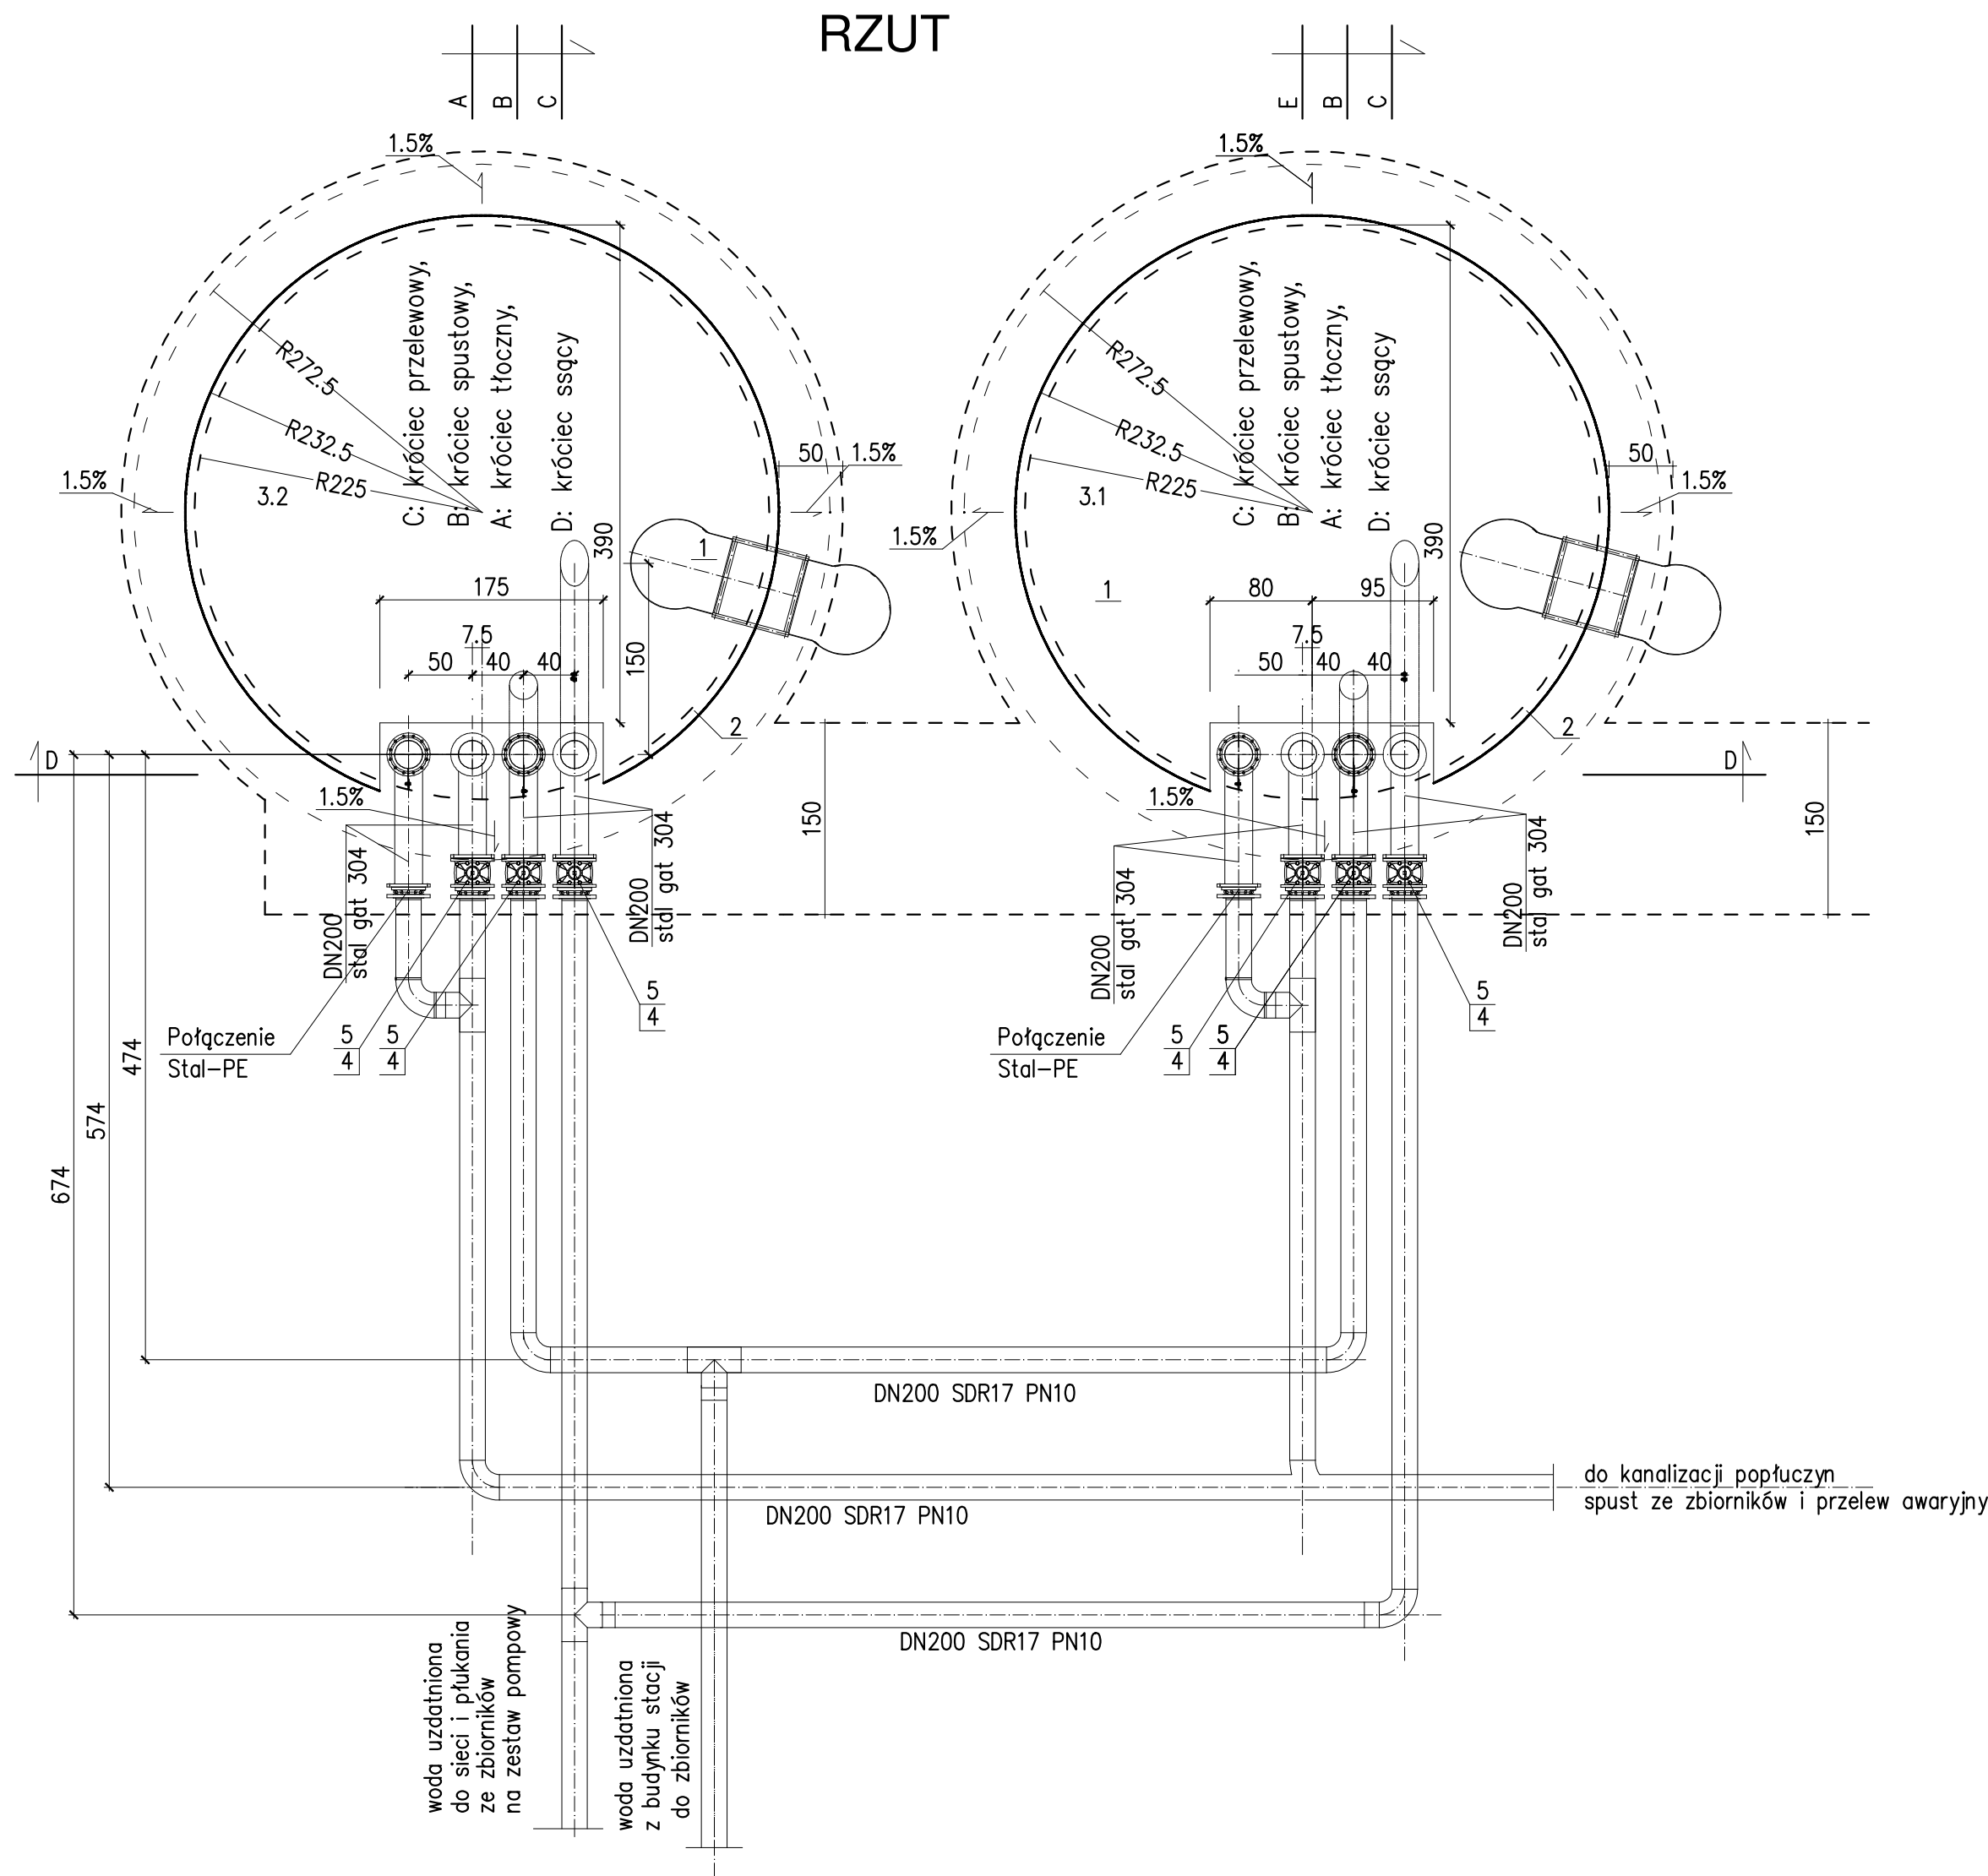 RZUT
A
B
C
E
B
C
1.5%
1.5%
C: króciec przelewowy,
B: króciec spustowy,
A: króciec tłoczny,
D: króciec ssący
C: króciec przelewowy,
B: króciec spustowy,
A: króciec tłoczny,
D: króciec ssący
R272.5
R232.5
R225
3.2
R272.5
R232.5
R225
3.1
50
1.5%
50
1.5%
1.5%
1.5%
390
390
1
1
175
80
95
7.5
50
40
40
150
7.5
50
40
40
2
2
D
D
1.5%
1.5%
150
150
DN200
stal gat 304
DN200
stal gat 304
DN200
stal gat 304
DN200
stal gat 304
Połączenie
Stal-PE
5
4
5
4
5
4
Połączenie
Stal-PE
5
4
5
4
5
4
474
574
674
DN200 SDR17 PN10
DN200 SDR17 PN10
DN200 SDR17 PN10
do kanalizacji popłuczyn
spust ze zbiorników i przelew awaryjny
woda uzdatniona
do sieci i płukania
ze zbiorników
na zestaw pompowy
woda uzdatniona
z budynku stacji
do zbiorników